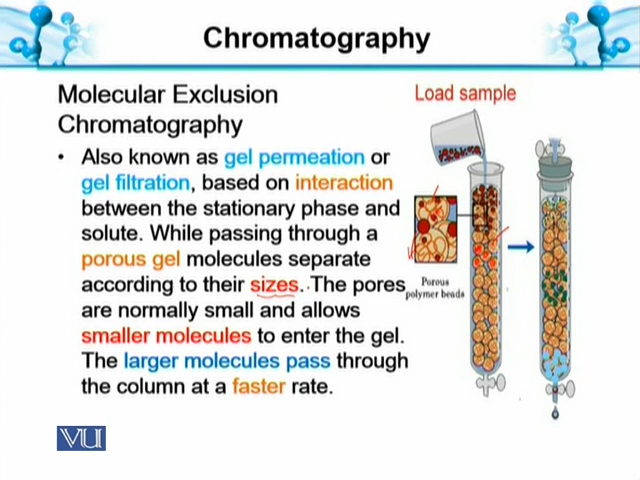 Chromatography
Molecular Exclusion
Chromatography
• Also known as gel permeation or
gel filtration, based on interaction
between the stationary phase and
solute. While passing through a
porous gel molecules separate
according to their sizes. The pores
are normally small and allows
smaller molecules to enter the gel.
The larger molecules pass through
the column at a faster rate.
Load sample
Porous
polymer beads
VU